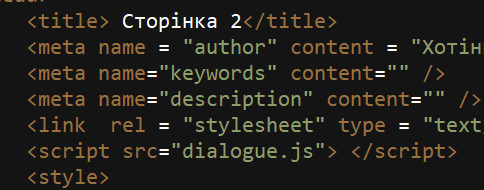 <title> Сторінка 2</title>
<meta name = "author" content = "Хотін
<meta name="keywords" content="" />
<meta name="description" content="" />
<link  rel = "stylesheet" type = "text,
<script src="dialogue.js"> </script>
<style>